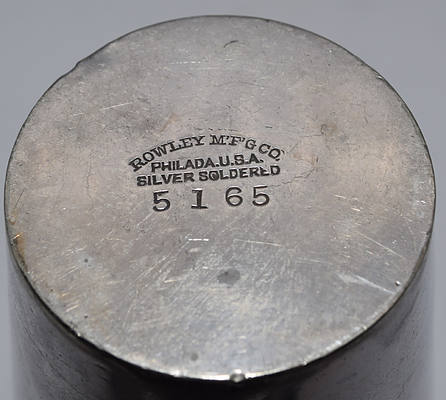 ROWLEY M'F'G CO.
PHILADA. U.S.A.
SILVER SOLDERED
5165